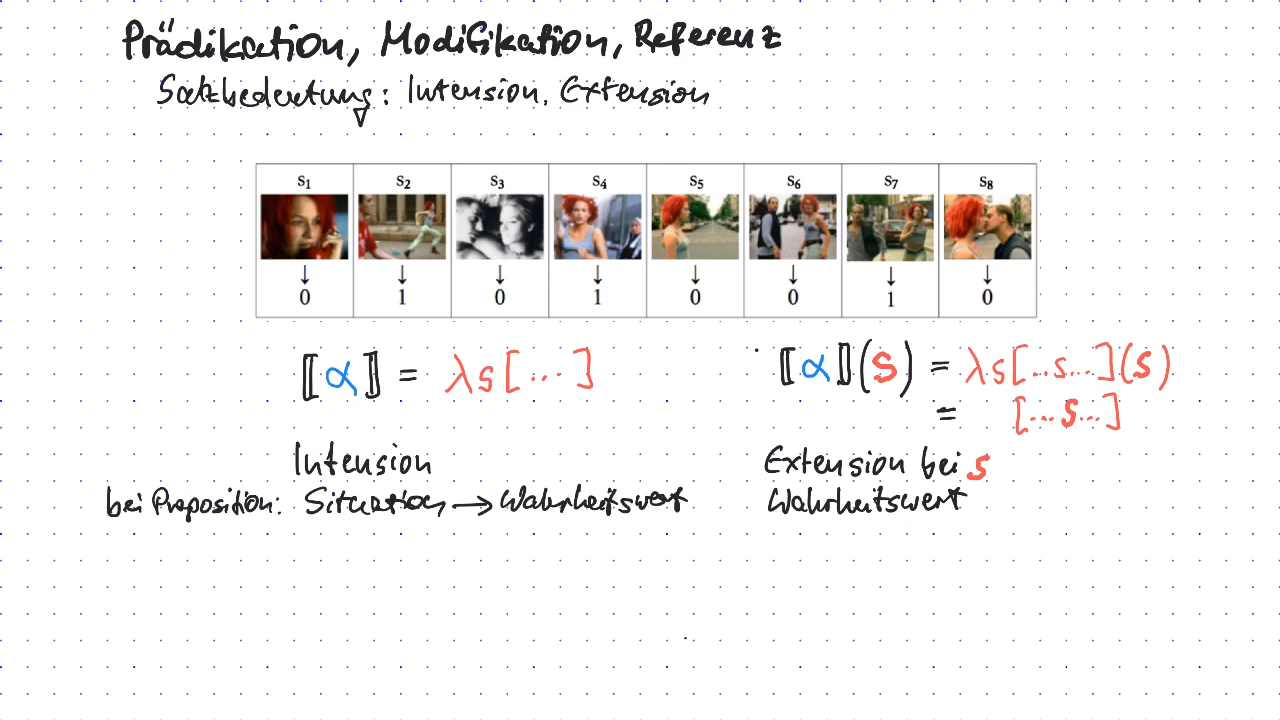 Prädikation, Modifikation, Referenz
Satzbedeutung: Intension, Extension
s1 s2 s3 s4 s5 s6 s7 s8
↓ ↓ ↓ ↓ ↓ ↓ ↓ ↓
0 1 0 1 0 0 1 0
⟦α⟧ = λs[...]
⟦α⟧(s) = λs[...s...](s)
= [...s...]
Intension
Extension bei s
bei Proposition: Situation → Wahrheitswert
Wahrheitswert